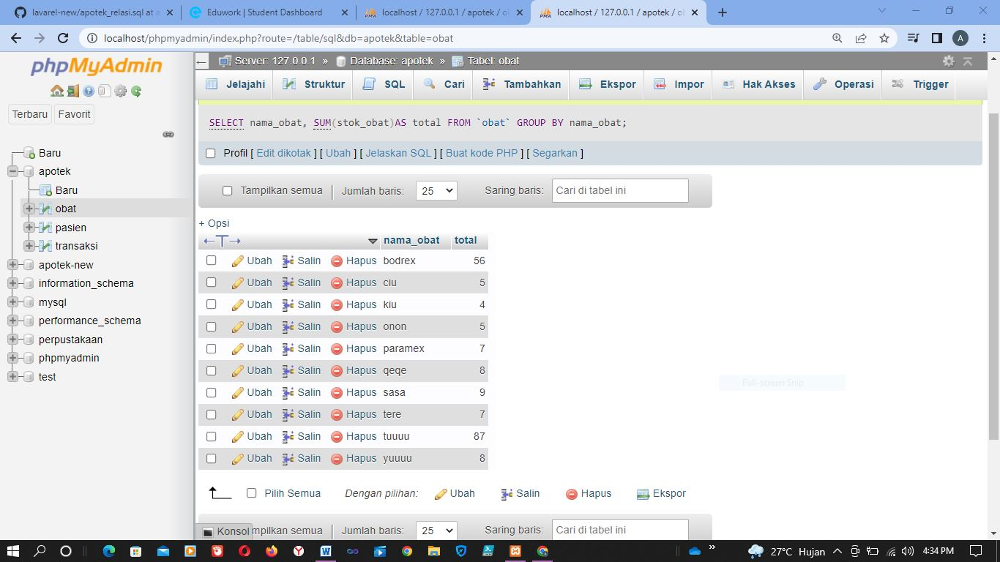 lavarel-new/apotek_relasi.sql at a
Eduwork | Student Dashboard
localhost / 127.0.0.1 / apotek / ob
localhost / 127.0.0.1 / apotek / ob
localhost/phpmyadmin/index.php?route=/table/sql&db=apotek&table=obat
A
phpMyAdmin
Terbaru Favorit
Baru
apotek
Baru
obat
pasien
transaksi
apotek-new
information_schema
mysql
performance_schema
perpustakaan
phpmyadmin
test
Server: 127.0.0.1 » Database: apotek » Tabel: obat
Jelajahi Struktur SQL Cari Tambahkan Ekspor Impor Hak Akses Operasi Trigger
SELECT nama_obat, SUM(stok_obat)AS total FROM `obat` GROUP BY nama_obat;
Profil [ Edit dikotak ] [ Ubah ] [ Jelaskan SQL ] [ Buat kode PHP ] [ Segarkan ]
Tampilkan semua | Jumlah baris: 25 Saring baris: Cari di tabel ini
+ Opsi
←T→ nama_obat total
Ubah Salin Hapus bodrex 56
Ubah Salin Hapus ciu 5
Ubah Salin Hapus kiu 4
Ubah Salin Hapus onon 5
Ubah Salin Hapus paramex 7
Ubah Salin Hapus qeqe 8
Ubah Salin Hapus sasa 9
Ubah Salin Hapus tere 7
Ubah Salin Hapus tuuuu 87
Ubah Salin Hapus yuuuu 8
Full-screen Snip
Pilih Semua Dengan pilihan: Ubah Salin Hapus Ekspor
Konsol mpilkan semua | Jumlah baris: 25 Saring baris: Cari di tabel ini
27°C Hujan 4:34 PM